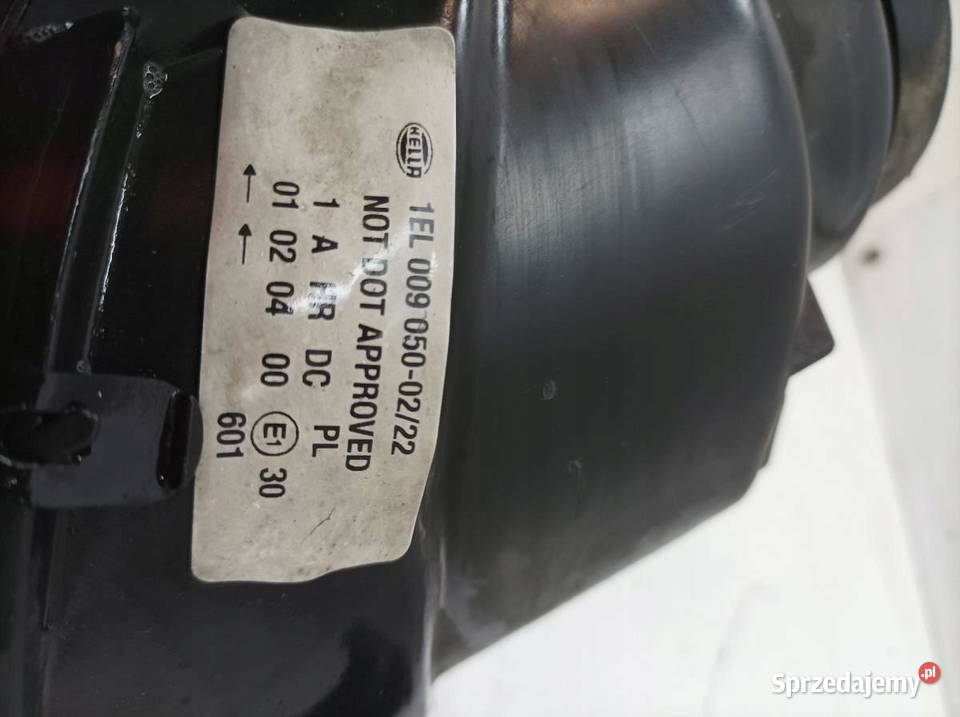 HELLA 1EL 009 050-02/22
NOT DOT APPROVED
1 A HR DC PL
01 02 04 00 E1 30
← ← 601
Sprzedajemy.pl